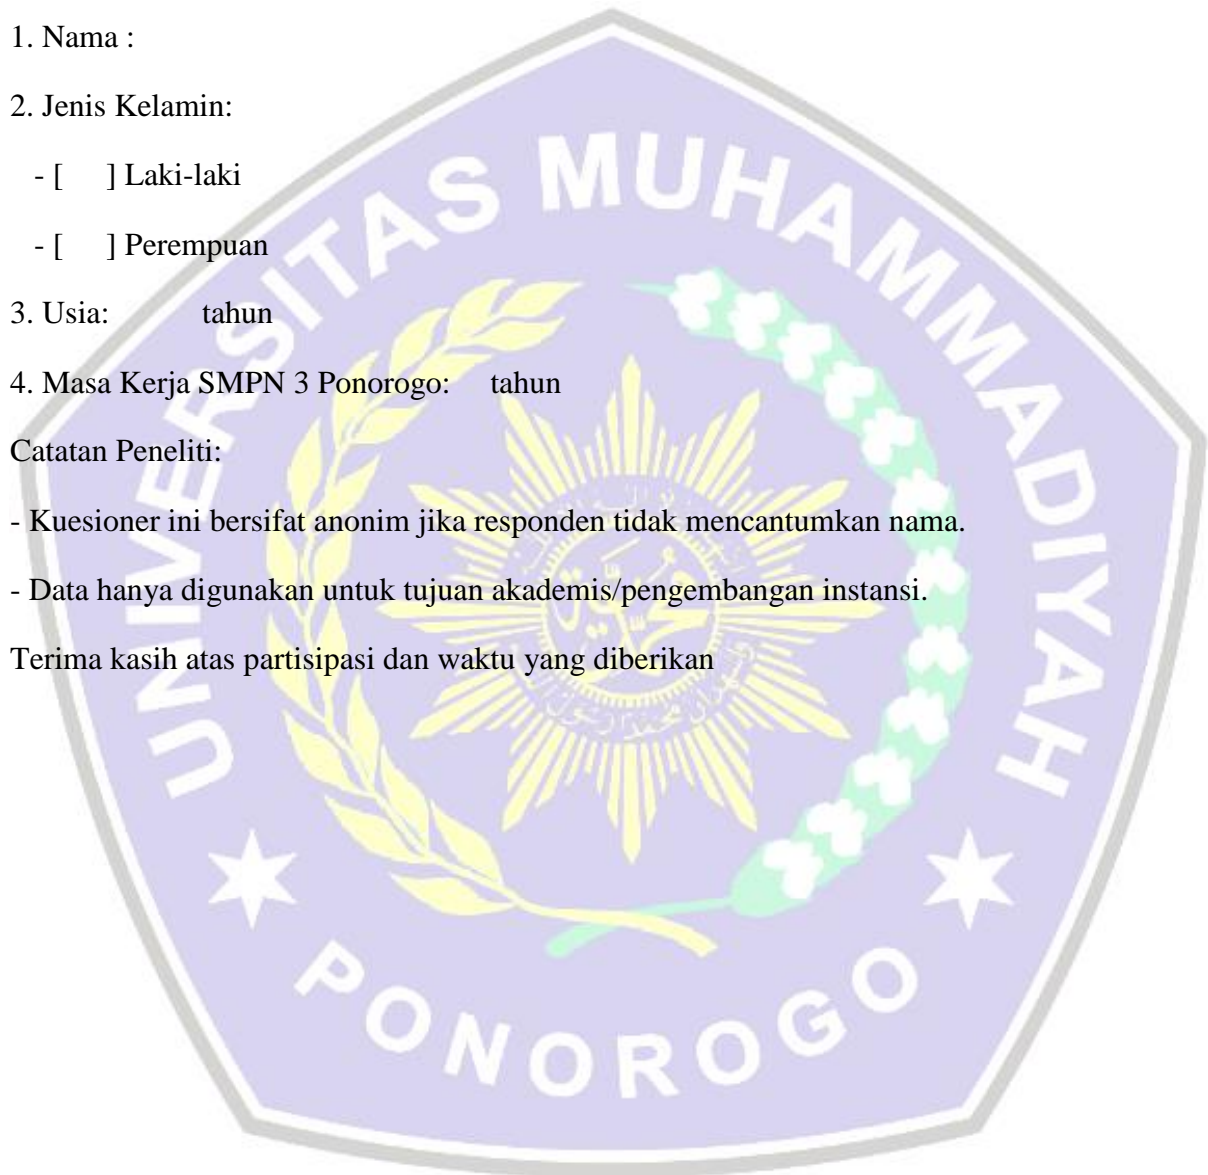 1. Nama :
2. Jenis Kelamin:
- [ ] Laki-laki
- [ ] Perempuan
3. Usia: tahun
4. Masa Kerja SMPN 3 Ponorogo: tahun
Catatan Peneliti:
- Kuesioner ini bersifat anonim jika responden tidak mencantumkan nama.
- Data hanya digunakan untuk tujuan akademis/pengembangan instansi.
Terima kasih atas partisipasi dan waktu yang diberikan
UNIVERSITAS MUHAMMADIYAH
PONOROGO